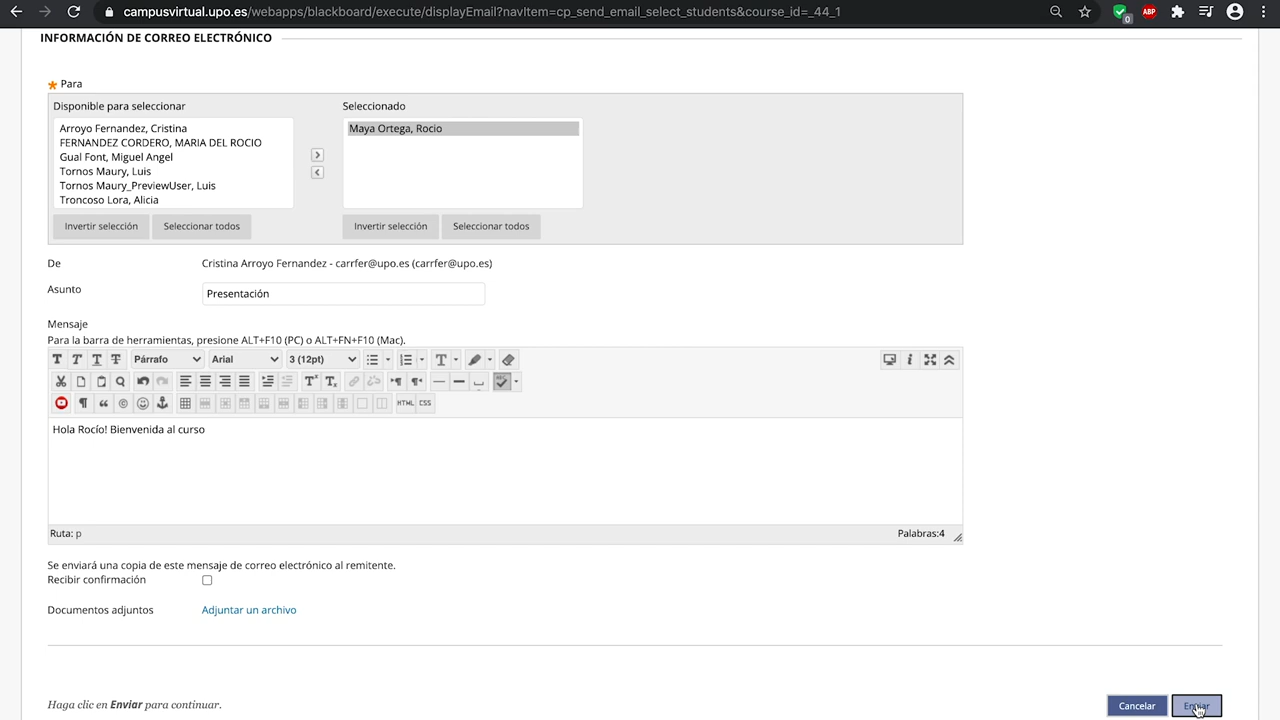 campusvirtual.upo.es/webapps/blackboard/execute/displayEmail?navItem=cp_send_email_select_students&course_id=_44_1
0
ABP
INFORMACIÓN DE CORREO ELECTRÓNICO
Para
Disponible para seleccionar
Arroyo Fernandez, Cristina
FERNANDEZ CORDERO, MARIA DEL ROCIO
Gual Font, Miguel Angel
Tornos Maury, Luis
Tornos Maury_PreviewUser, Luis
Troncoso Lora, Alicia
Seleccionado
Maya Ortega, Rocio
Invertir selección
Seleccionar todos
Invertir selección
Seleccionar todos
De
Cristina Arroyo Fernandez - carrfer@upo.es (carrfer@upo.es)
Asunto
Presentación
Mensaje
Para la barra de herramientas, presione ALT+F10 (PC) o ALT+FN+F10 (Mac).
T T T T Párrafo Arial 3 (12pt)
HTML CSS
Hola Rocío! Bienvenida al curso
Ruta: p
Palabras:4
Se enviará una copia de este mensaje de correo electrónico al remitente.
Recibir confirmación
Documentos adjuntos
Adjuntar un archivo
Haga clic en Enviar para continuar.
Cancelar
Enviar